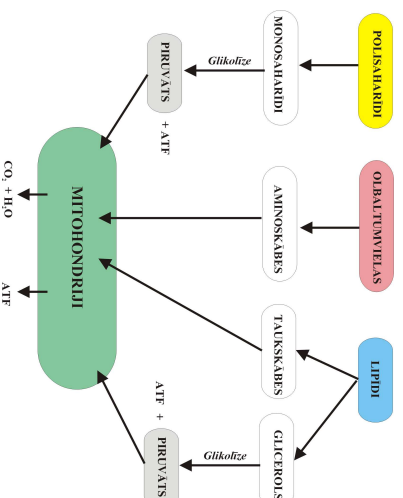 POLISAHARĪDI
OLBALTUMVIELAS
LIPĪDI
MONOSAHARĪDI
AMINOSKĀBES
TAUKSKĀBES
GLICEROLS
Glikolīze
Glikolīze
PIRUVĀTS + ATF
ATF + PIRUVĀTS
MITOHONDRIJI
CO₂ + H₂O
ATF